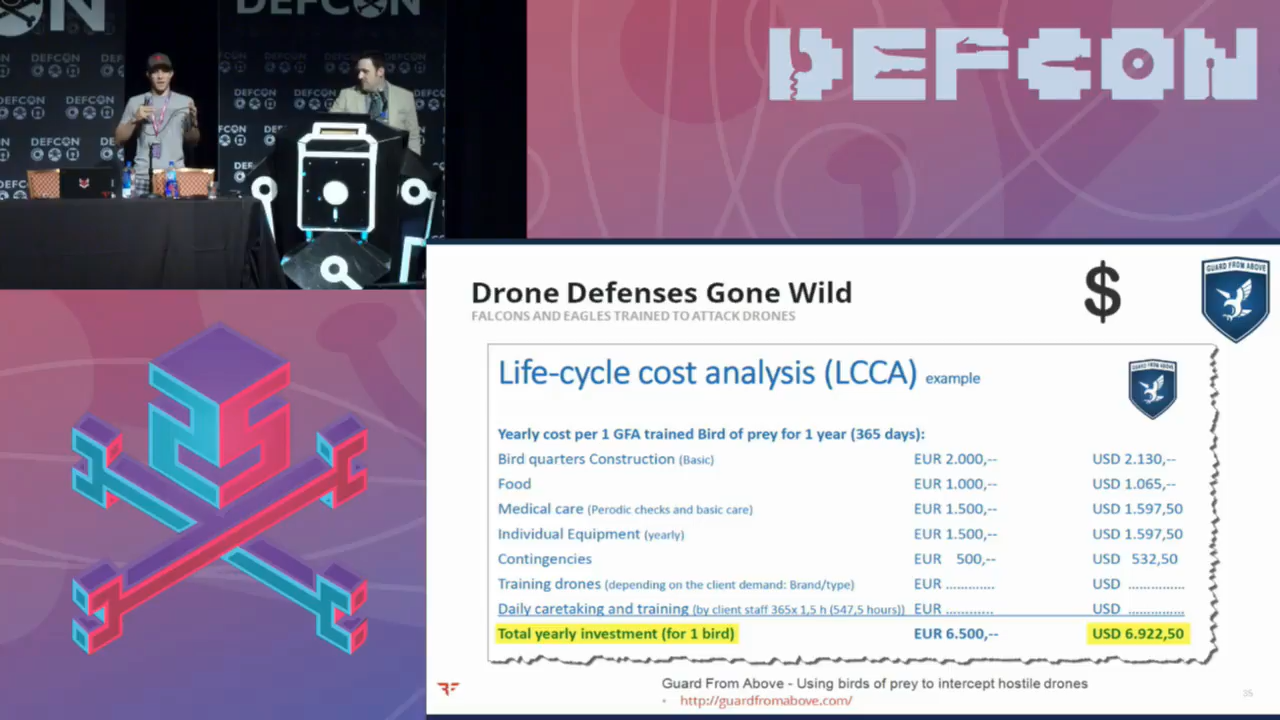 DEFCON
DEFCON
Drone Defenses Gone Wild
$
GUARD FROM ABOVE
FALCONS AND EAGLES TRAINED TO ATTACK DRONES
Life-cycle cost analysis (LCCA) example
GUARD FROM ABOVE
Yearly cost per 1 GFA trained Bird of prey for 1 year (365 days):
Bird quarters Construction (Basic) EUR 2.000,-- USD 2.130,--
Food EUR 1.000,-- USD 1.065,--
Medical care (Perodic checks and basic care) EUR 1.500,-- USD 1.597,50
Individual Equipment (yearly) EUR 1.500,-- USD 1.597,50
Contingencies EUR 500,-- USD 532,50
Training drones (depending on the client demand: Brand/type) EUR ............. USD ...............
Daily caretaking and training (by client staff 365x 1,5 h (547,5 hours)) EUR ............. USD ...............
Total yearly investment (for 1 bird) EUR 6.500,-- USD 6.922,50
Guard From Above - Using birds of prey to intercept hostile drones
• http://guardfromabove.com/
35